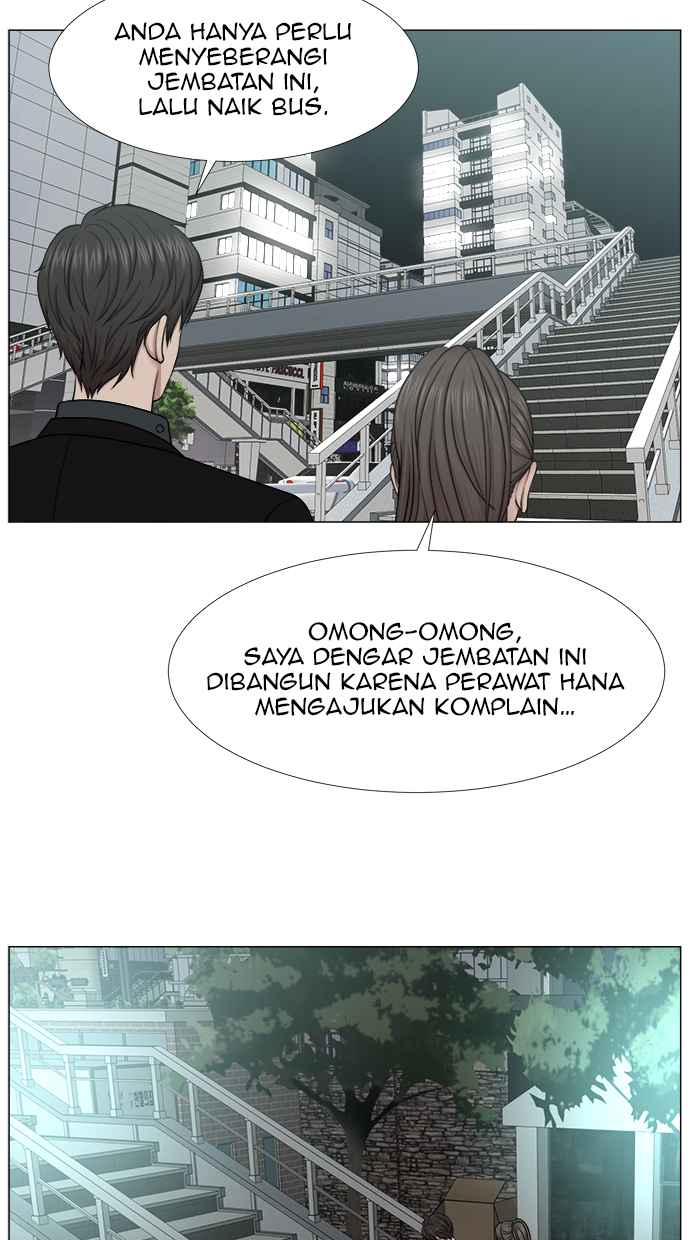 ANDA HANYA PERLU
MENYEBERANGI
JEMBATAN INI,
LALU NAIK BUS.
OMONG-OMONG,
SAYA DENGAR JEMBATAN INI
DIBANGUN KARENA PERAWAT HANA
MENGAJUKAN KOMPLAIN...